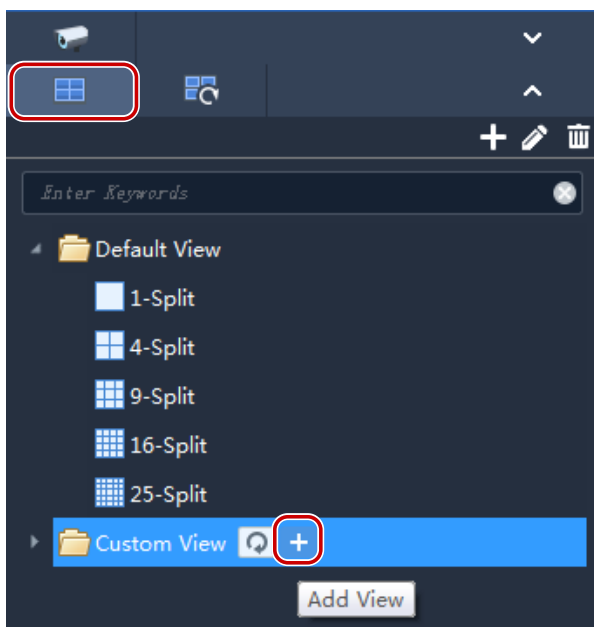 Enter Keywords
Default View
1-Split
4-Split
9-Split
16-Split
25-Split
Custom View
Add View